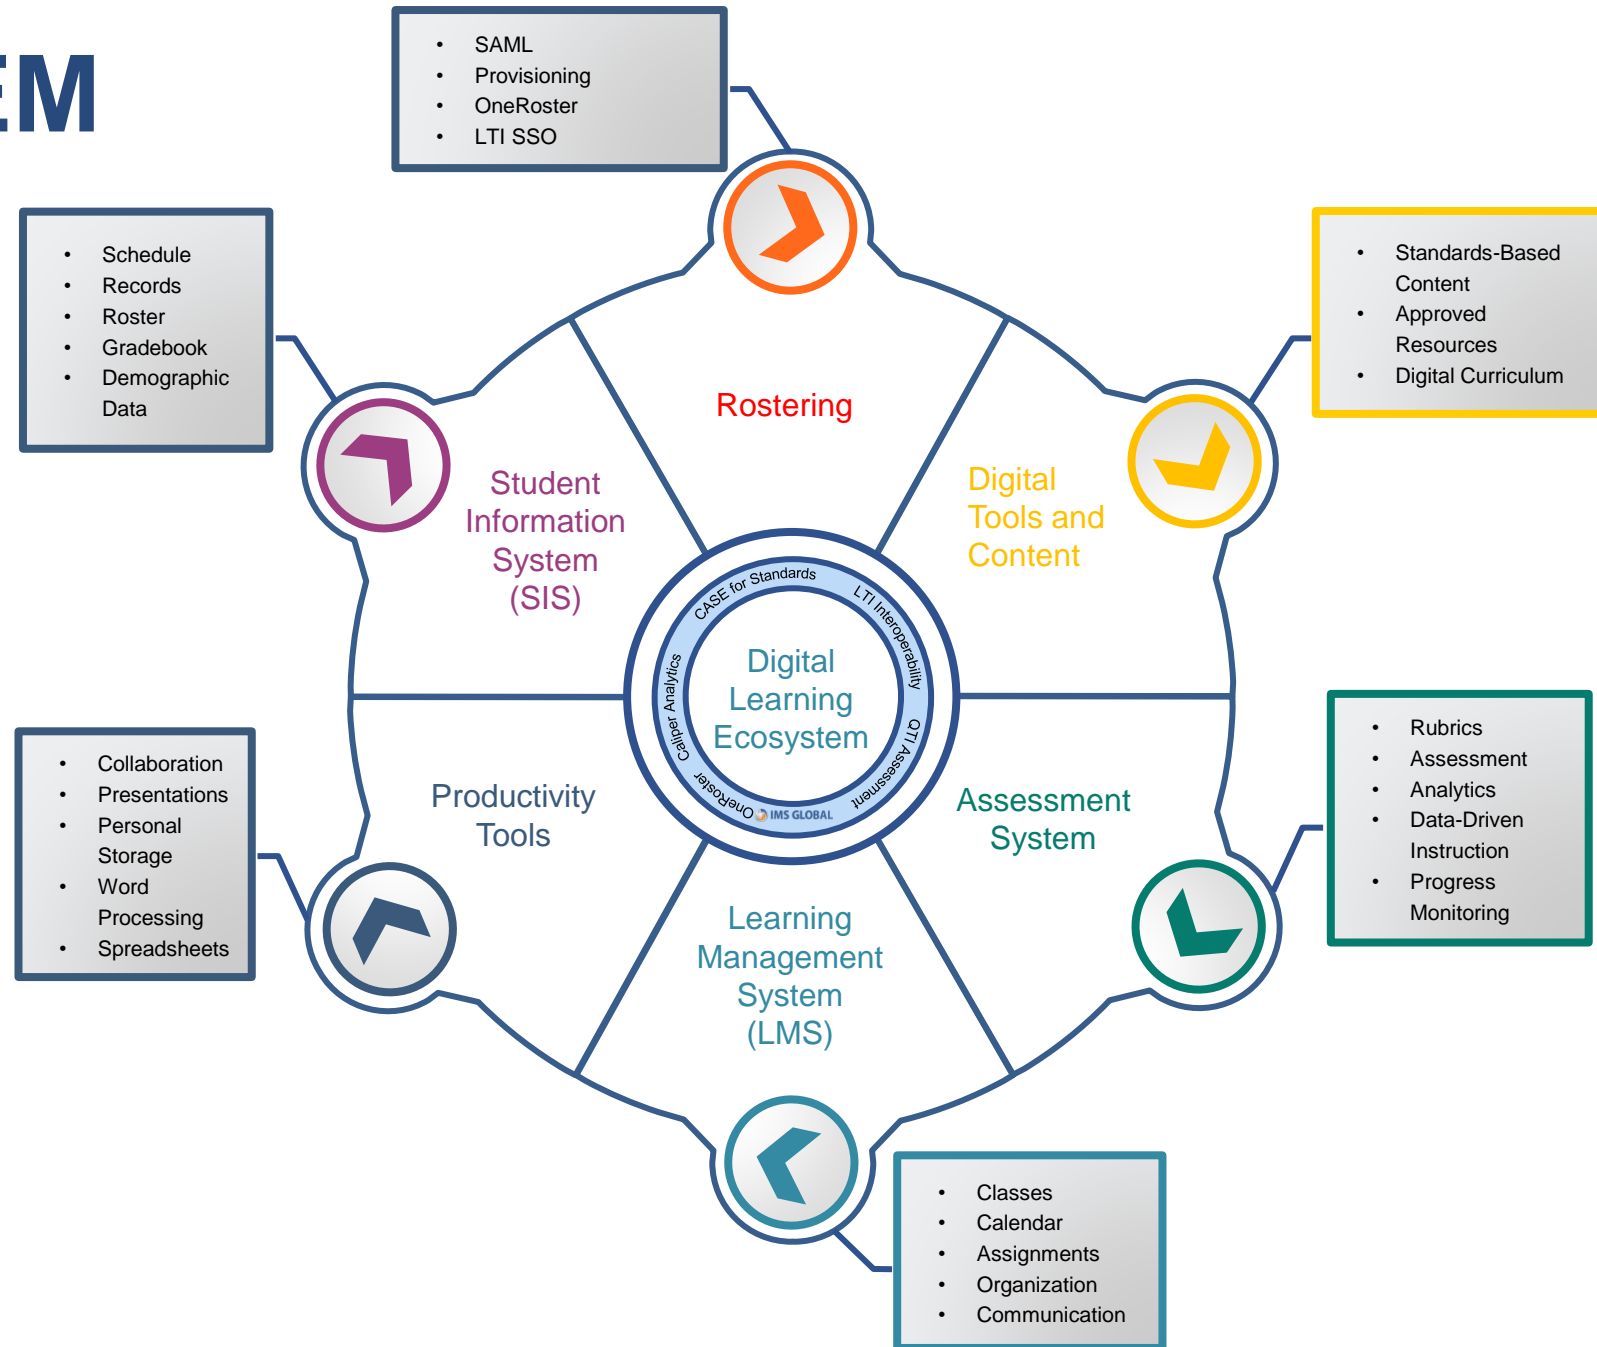 EM
• SAML
• Provisioning
• OneRoster
• LTI SSO
• Schedule
• Records
• Roster
• Gradebook
• Demographic
Data
• Standards-Based
Content
• Approved
Resources
• Digital Curriculum
Rostering
Student
Information
System
(SIS)
Digital
Tools and
Content
CASE for Standards
LTI Interoperability
QTI Assessment
IMS GLOBAL
OneRoster
Caliper Analytics
Digital
Learning
Ecosystem
Productivity
Tools
Assessment
System
Learning
Management
System
(LMS)
• Collaboration
• Presentations
• Personal
Storage
• Word
Processing
• Spreadsheets
• Rubrics
• Assessment
• Analytics
• Data-Driven
Instruction
• Progress
Monitoring
• Classes
• Calendar
• Assignments
• Organization
• Communication